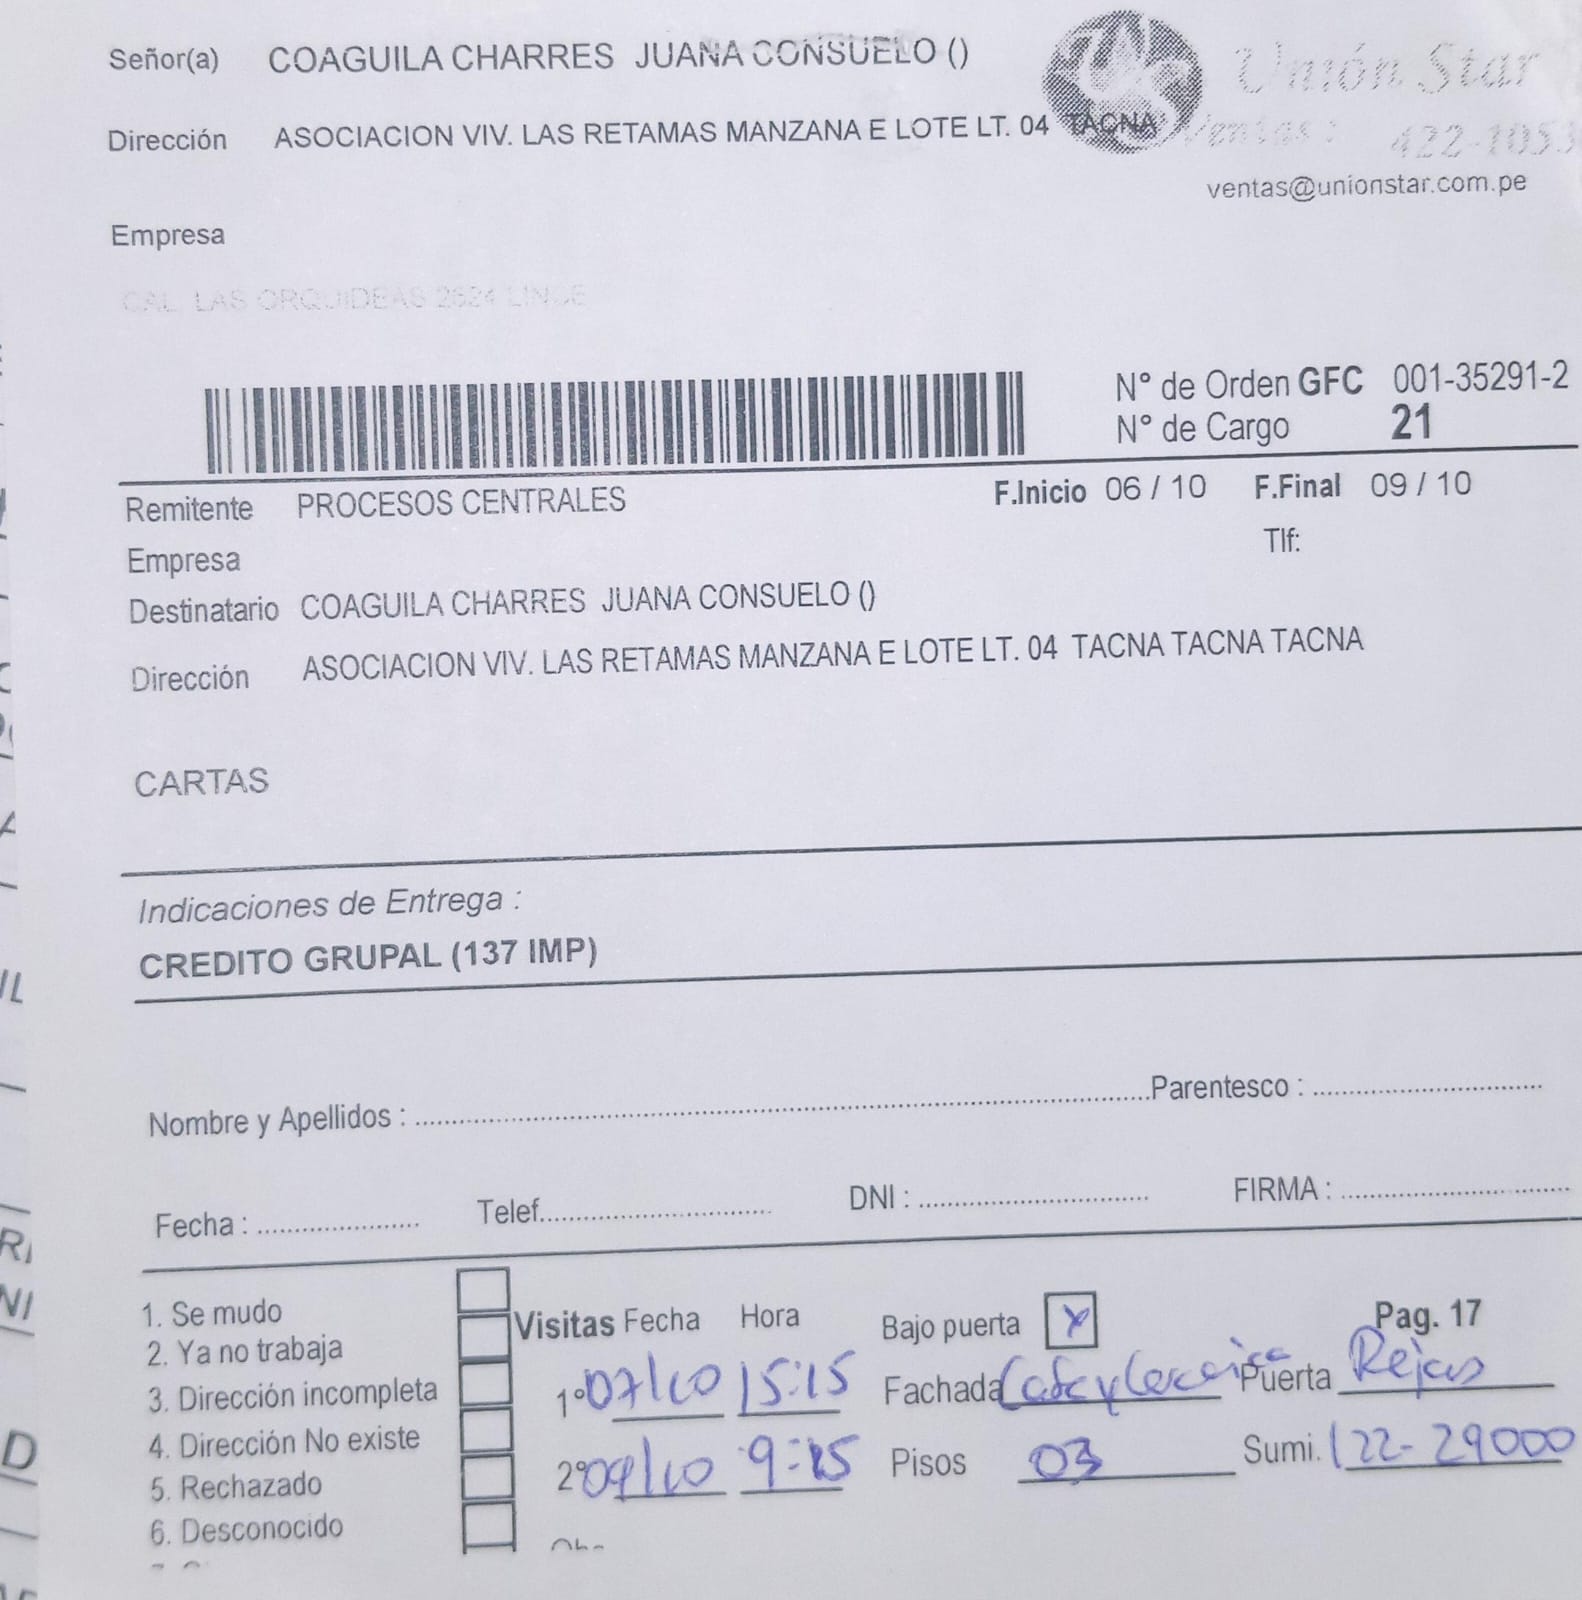 Señor(a) COAGUILA CHARRES JUANA CONSUELO () Unión Star
Dirección ASOCIACION VIV. LAS RETAMAS MANZANA E LOTE LT. 04 TACNA Ventas : 422-1053
ventas@unionstar.com.pe
Empresa
CAL LAS ORQUIDEAS 2624 LINCE
N° de Orden GFC 001-35291-2
N° de Cargo 21
Remitente PROCESOS CENTRALES F.Inicio 06 / 10 F.Final 09 / 10
Empresa Tlf:
Destinatario COAGUILA CHARRES JUANA CONSUELO ()
Dirección ASOCIACION VIV. LAS RETAMAS MANZANA E LOTE LT. 04 TACNA TACNA TACNA
CARTAS
Indicaciones de Entrega :
CREDITO GRUPAL (137 IMP)
Nombre y Apellidos : Parentesco :
Fecha : Telef. DNI : FIRMA :
1. Se mudo
2. Ya no trabaja
3. Dirección incompleta
4. Dirección No existe
5. Rechazado
6. Desconocido
Visitas Fecha Hora Bajo puerta X Pag. 17
1° 07/10 15:15 Fachada Puerta Rejas
2° 09/10 9:15 Pisos 03 Sumi. 122-29000